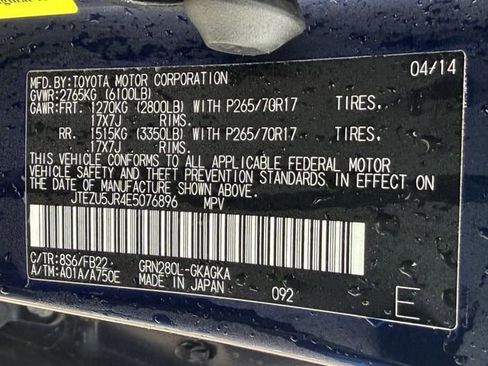 MFD.BY:TOYOTA MOTOR CORPORATION 04/14
GVWR:2765KG (6100LB)
GAWR:FRT. 1270KG (2800LB) WITH P265/70R17 TIRES,
17X7J RIMS.
RR. 1515KG (3350LB) WITH P265/70R17 TIRES,
17X7J RIMS.
THIS VEHICLE CONFORMS TO ALL APPLICABLE FEDERAL MOTOR
VEHICLE SAFETY STANDARDS IN EFFECT ON THE DATE OF
MANUFACTURE SHOWN ABOVE.
JTEZU5JR4E5076896 MPV
C/TR:8S6/FB22 GRN280L-GKAGKA
A/TM:A01A/A750E MADE IN JAPAN 092
E